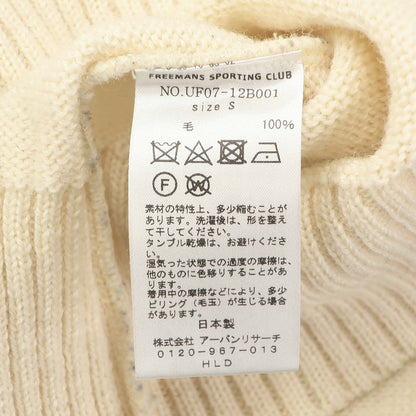 FREEMANS SPORTING CLUB
NO.UF07-12B001
size S
毛 100%
F W
素材の特性上、多少縮むことが
あります。洗濯後は、形を整え
て干してください。
タンブル乾燥は、お避けくださ
い。
湿気った状態での過度の摩擦は、
他のものに色移りすることがあ
ります。
着用中の摩擦などにより、多少
ピリング（毛玉）が生じる場合
があります。
日本製
株式会社 アーバンリサーチ
0120-967-013
HLD